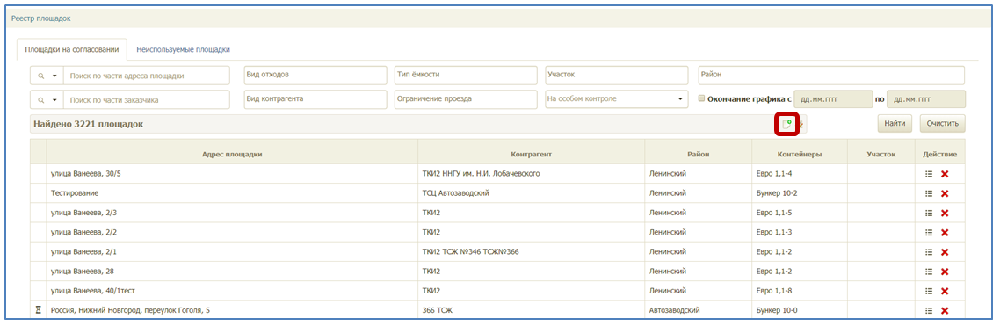 Реестр площадок
Площадки на согласовании Неиспользуемые площадки
Поиск по части адреса площадки Вид отходов Тип ёмкости Участок Район
Поиск по части заказчика Вид контрагента Ограничение проезда На особом контроле Окончание графика с дд.мм.гггг по дд.мм.гггг
Найдено 3221 площадок Найти Очистить
Адрес площадки Контрагент Район Контейнеры Участок Действие
улица Ванеева, 30/5 ТКИ2 ННГУ им. Н.И. Лобачевского Ленинский Евро 1,1-4
Тестирование ТСЦ Автозаводский Ленинский Бункер 10-2
улица Ванеева, 2/3 ТКИ2 Ленинский Евро 1,1-5
улица Ванеева, 2/2 ТКИ2 Ленинский Евро 1,1-3
улица Ванеева, 2/1 ТКИ2 ТСЖ №346 ТСЖ№366 Ленинский Евро 1,1-2
улица Ванеева, 28 ТКИ2 Ленинский Евро 1,1-2
улица Ванеева, 40/1тест ТКИ2 Ленинский Евро 1,1-8
Россия, Нижний Новгород, переулок Гоголя, 5 366 ТСЖ Автозаводский Бункер 10-0